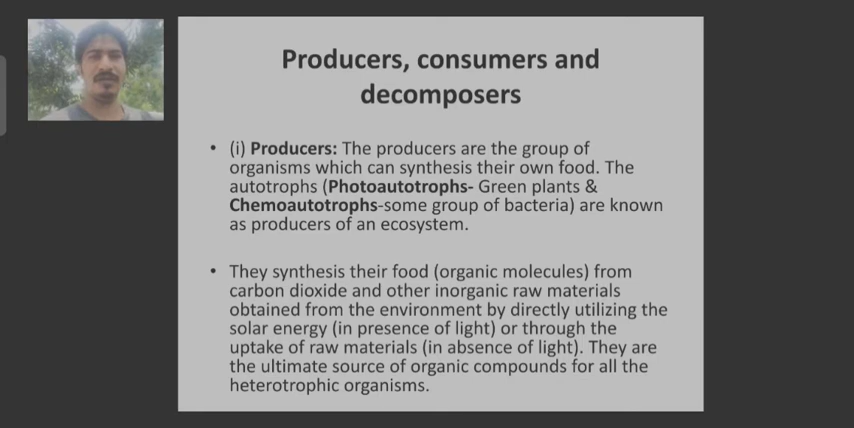 Producers, consumers and
decomposers
• (i) Producers: The producers are the group of
organisms which can synthesis their own food. The
autotrophs (Photoautotrophs- Green plants &
Chemoautotrophs-some group of bacteria) are known
as producers of an ecosystem.
• They synthesis their food (organic molecules) from
carbon dioxide and other inorganic raw materials
obtained from the environment by directly utilizing the
solar energy (in presence of light) or through the
uptake of raw materials (in absence of light). They are
the ultimate source of organic compounds for all the
heterotrophic organisms.